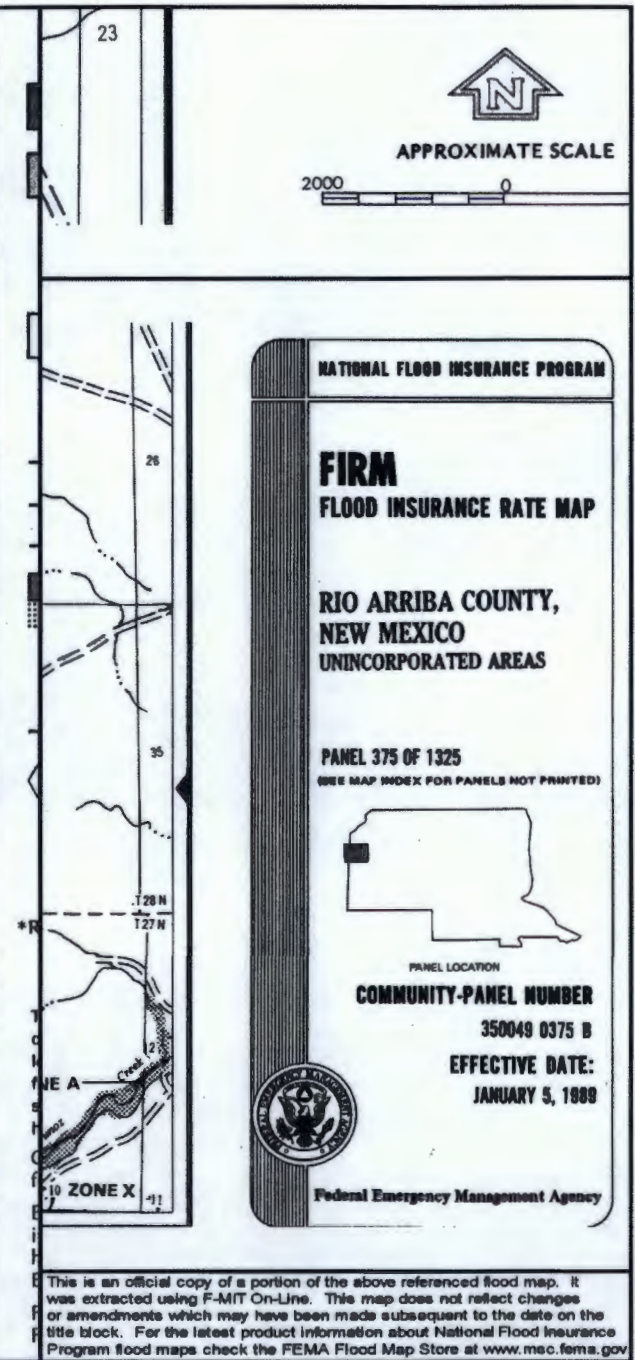 23
N
APPROXIMATE SCALE
2000 0
NATIONAL FLOOD INSURANCE PROGRAM
FIRM
FLOOD INSURANCE RATE MAP
RIO ARRIBA COUNTY,
NEW MEXICO
UNINCORPORATED AREAS
PANEL 375 OF 1325
(SEE MAP INDEX FOR PANELS NOT PRINTED)
PANEL LOCATION
COMMUNITY-PANEL NUMBER
350049 0375 B
EFFECTIVE DATE:
JANUARY 5, 1989
Federal Emergency Management Agency
26
35
T28N
T27N
*R
2
Creek
NE A
10 ZONE X 11
This is an official copy of a portion of the above referenced flood map. It
was extracted using F-MIT On-Line. This map does not reflect changes
or amendments which may have been made subsequent to the date on the
title block. For the latest product information about National Flood Insurance
Program flood maps check the FEMA Flood Map Store at www.msc.fema.gov